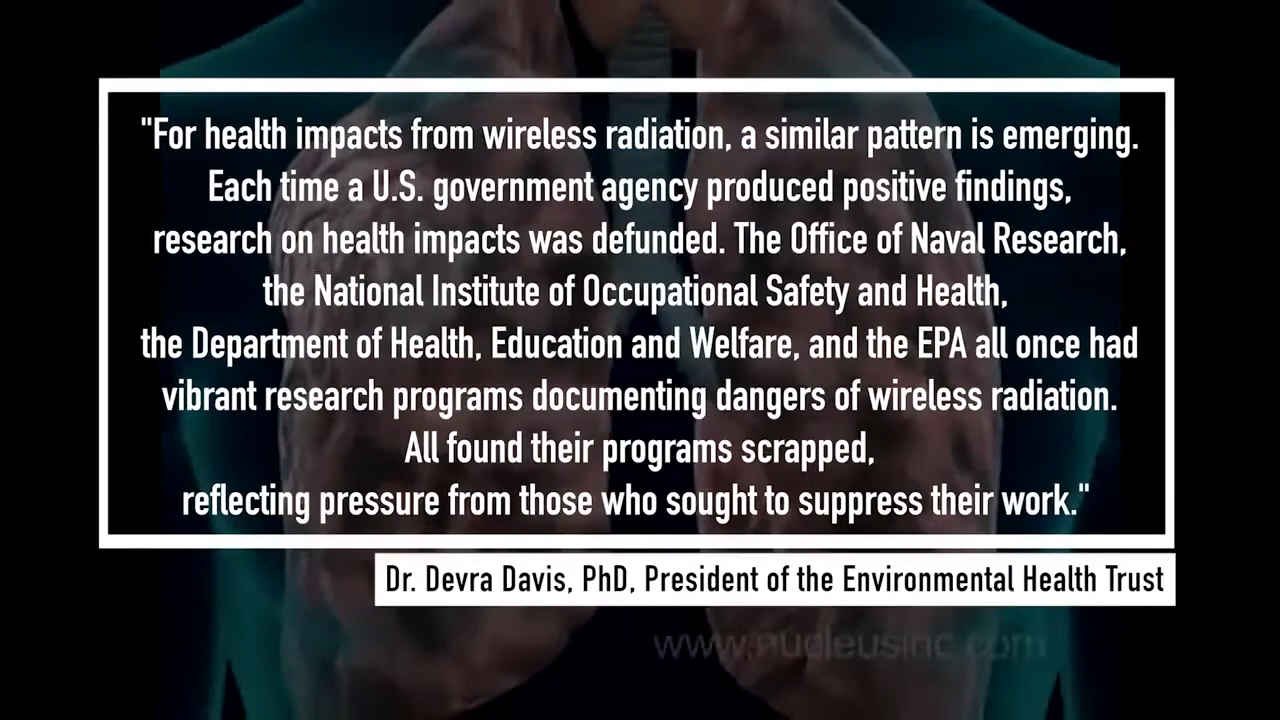 "For health impacts from wireless radiation, a similar pattern is emerging.
Each time a U.S. government agency produced positive findings,
research on health impacts was defunded. The Office of Naval Research,
the National Institute of Occupational Safety and Health,
the Department of Health, Education and Welfare, and the EPA all once had
vibrant research programs documenting dangers of wireless radiation.
All found their programs scrapped,
reflecting pressure from those who sought to suppress their work."
Dr. Devra Davis, PhD, President of the Environmental Health Trust
www.nucleusinc.com